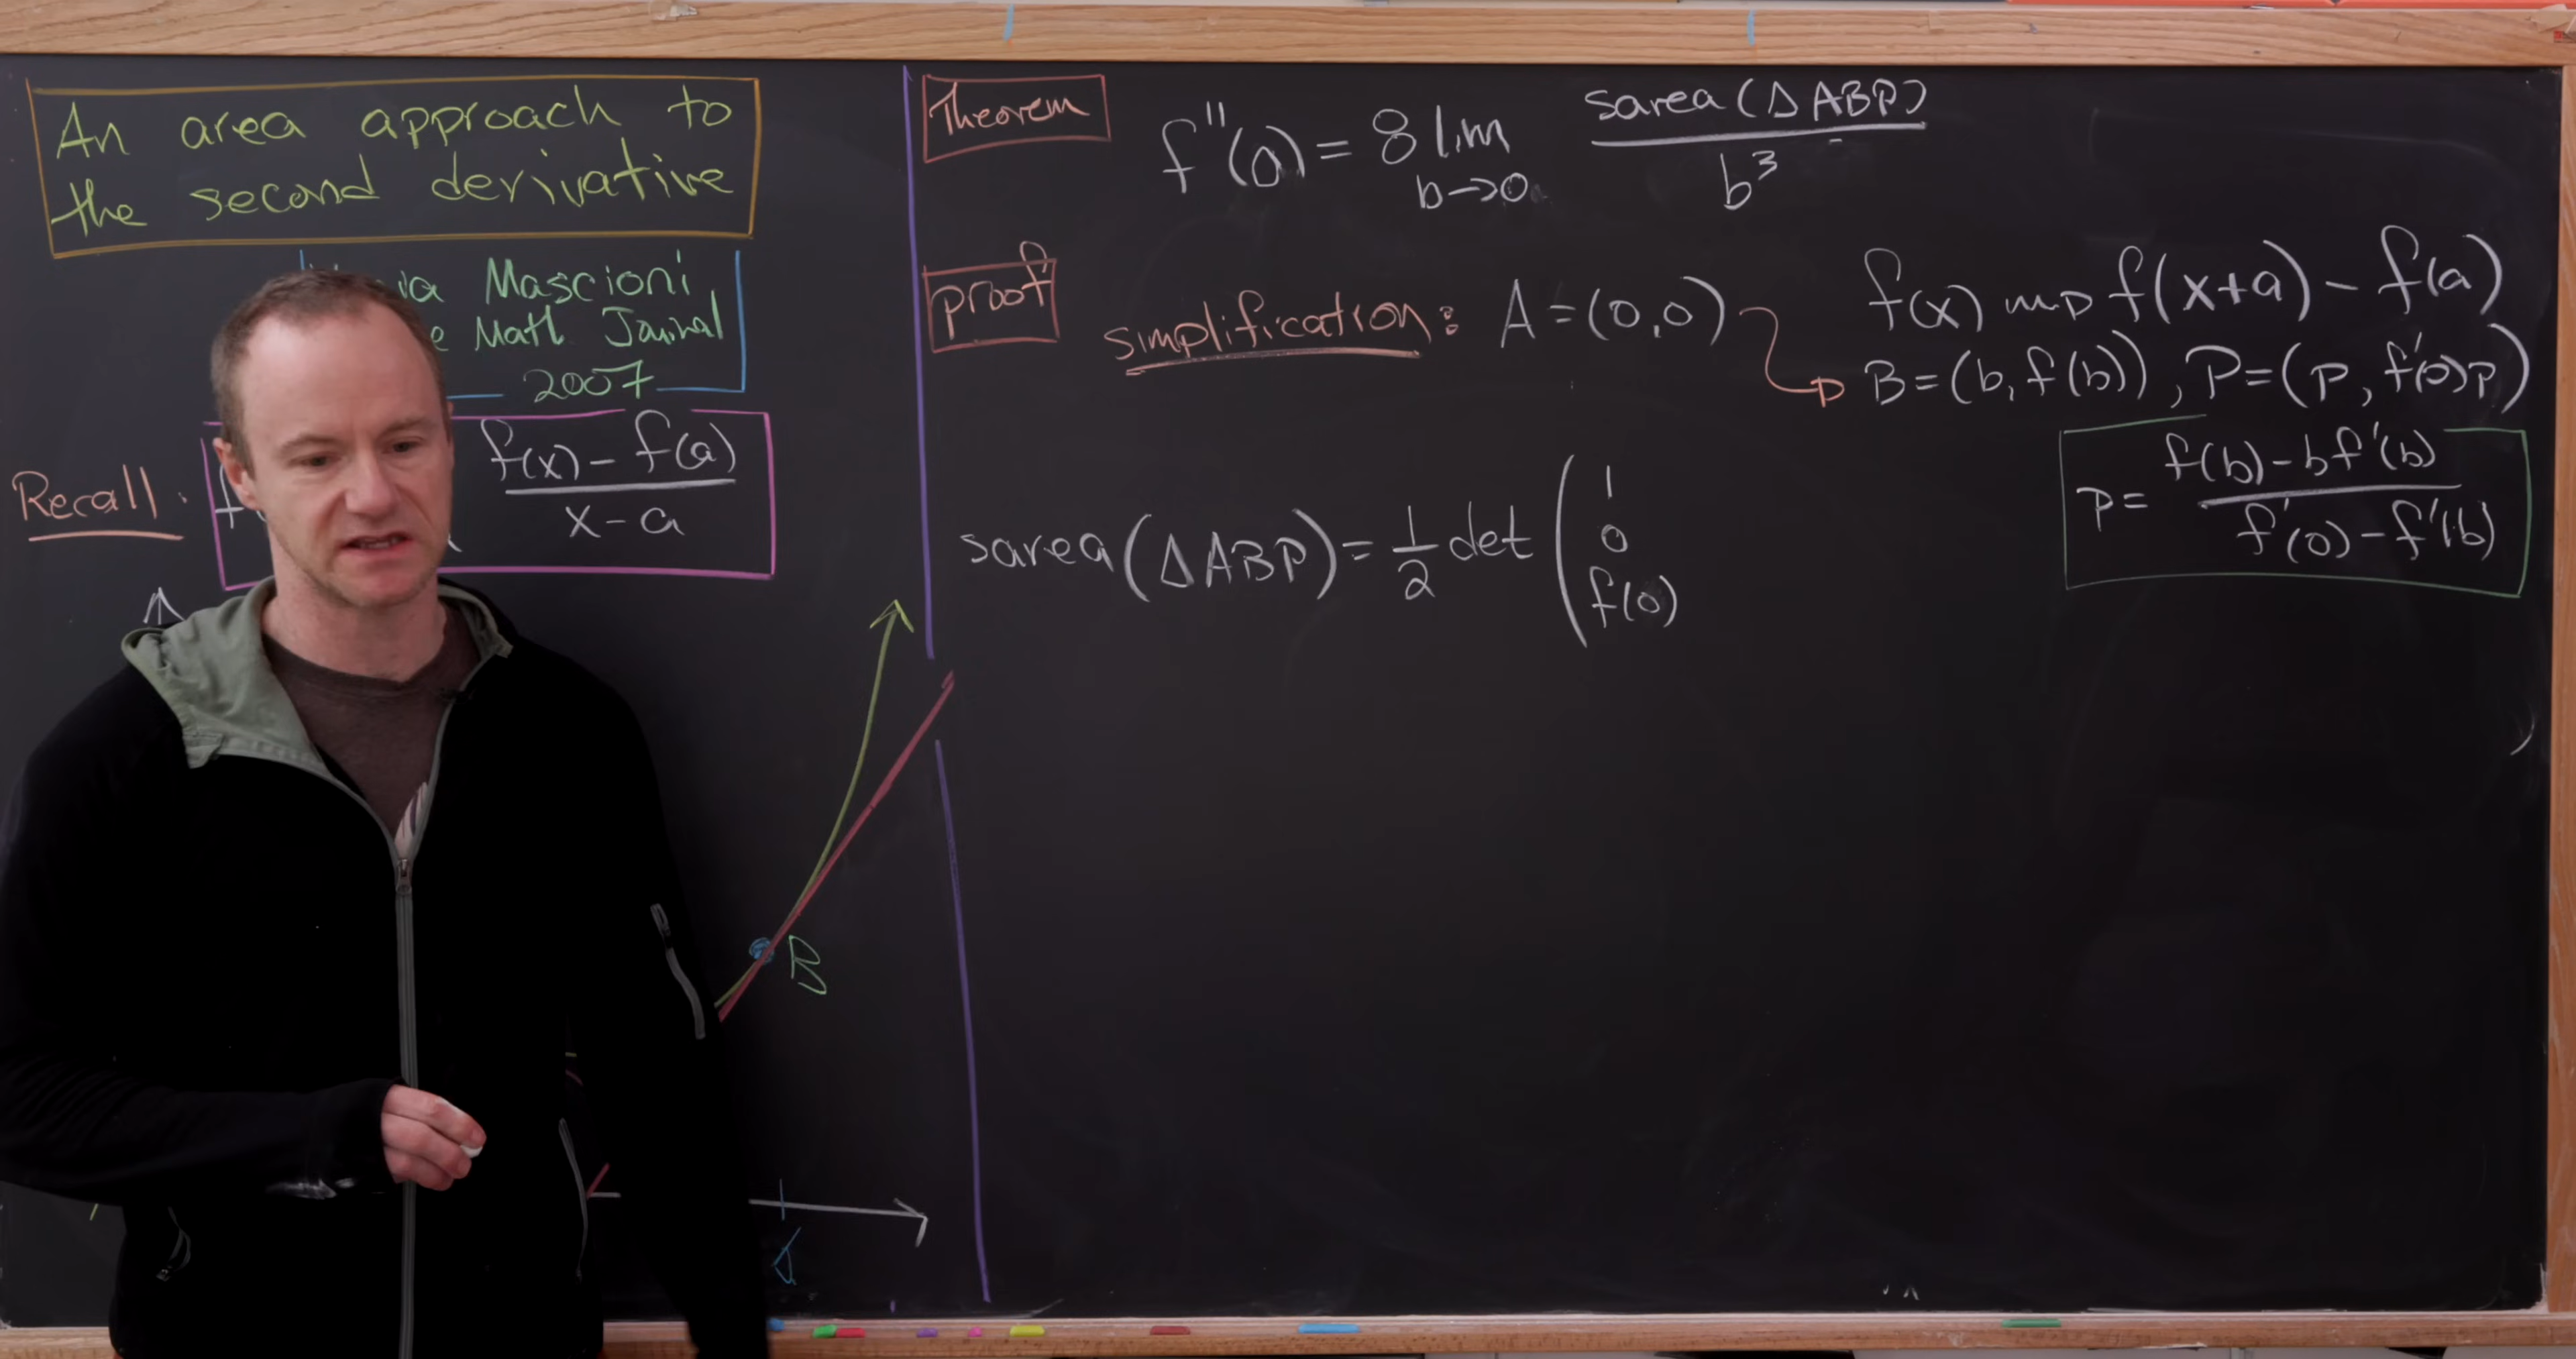 An area approach to
the second derivative
Mascioni
Math Journal
2007
Recall:
f(x) - f(a)
x - a
B
b
Theorem
f''(a) = 8 lim b→0 sarea(ΔABP) / b³
Proof
simplification: A = (0,0)
f(x) ⇝ f(x+a) - f(a)
B = (b, f(b)), P = (p, f'(0)p)
p = f(b) - bf'(b) / f'(0) - f'(b)
sarea(ΔABP) = 1/2 det ( 1
0
f(0)